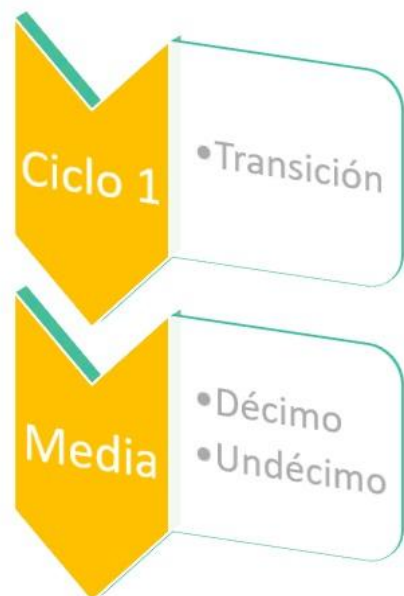 Ciclo 1
•Transición
Media
•Décimo
•Undécimo